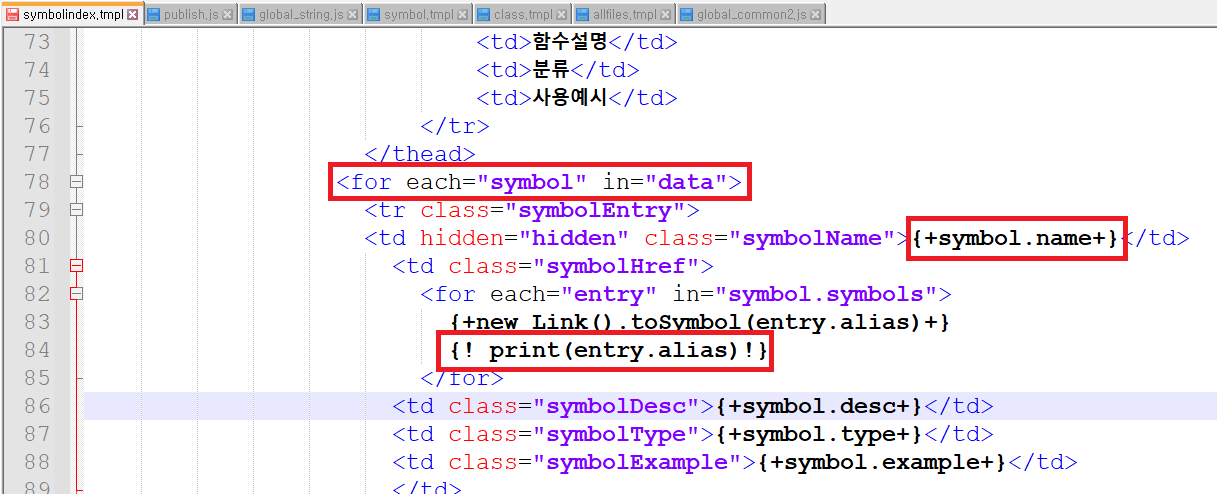 symbolindex,tmpl publish,js global_string,js symbol,tmpl class,tmpl allfiles,tmpl global_common2,js
73 <td>함수설명</td>
74 <td>분류</td>
75 <td>사용예시</td>
76 </tr>
77 </thead>
78 <for each="symbol" in="data">
79 <tr class="symbolEntry">
80 <td hidden="hidden" class="symbolName">{+symbol.name+}</td>
81 <td class="symbolHref">
82 <for each="entry" in="symbol.symbols">
83 {+new Link().toSymbol(entry.alias)+}
84 {! print(entry.alias)!}
85 </for>
86 <td class="symbolDesc">{+symbol.desc+}</td>
87 <td class="symbolType">{+symbol.type+}</td>
88 <td class="symbolExample">{+symbol.example+}</td>
89 </td>